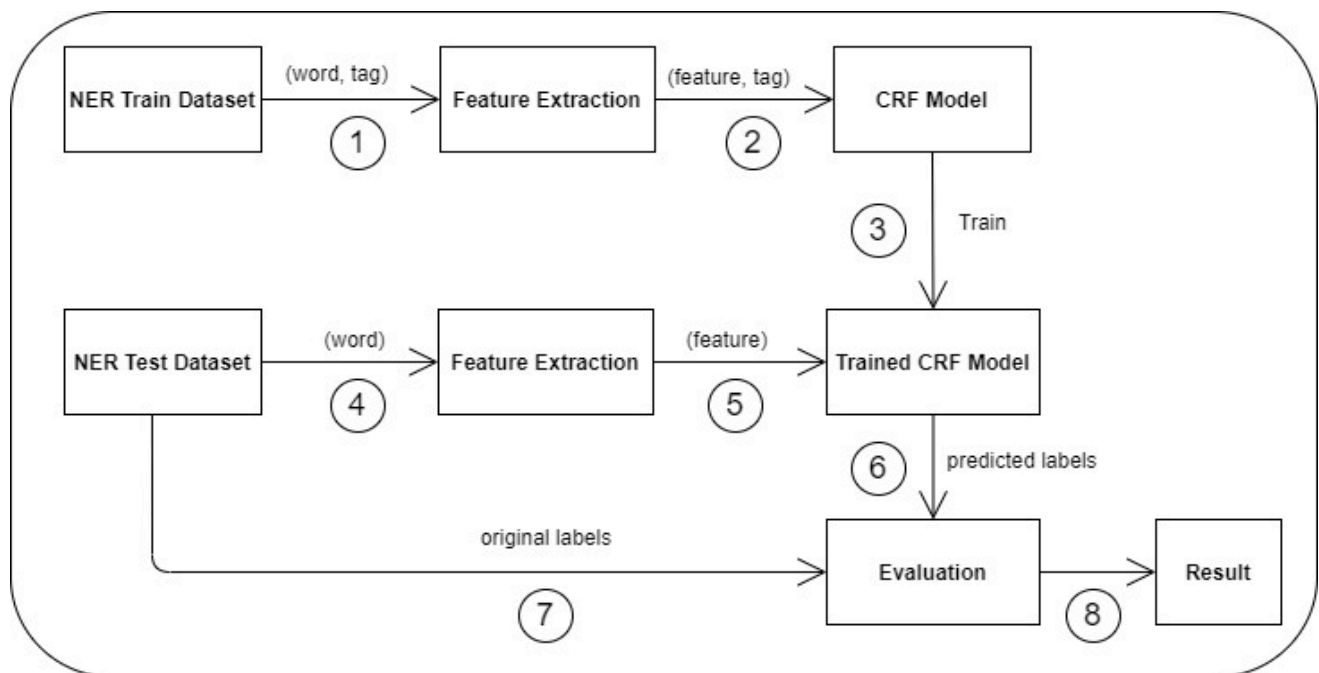 (word, tag)
(feature, tag)
NER Train Dataset
Feature Extraction
CRF Model
1
2
3
Train
(word)
(feature)
NER Test Dataset
Feature Extraction
Trained CRF Model
4
5
6
predicted labels
original labels
Evaluation
Result
7
8